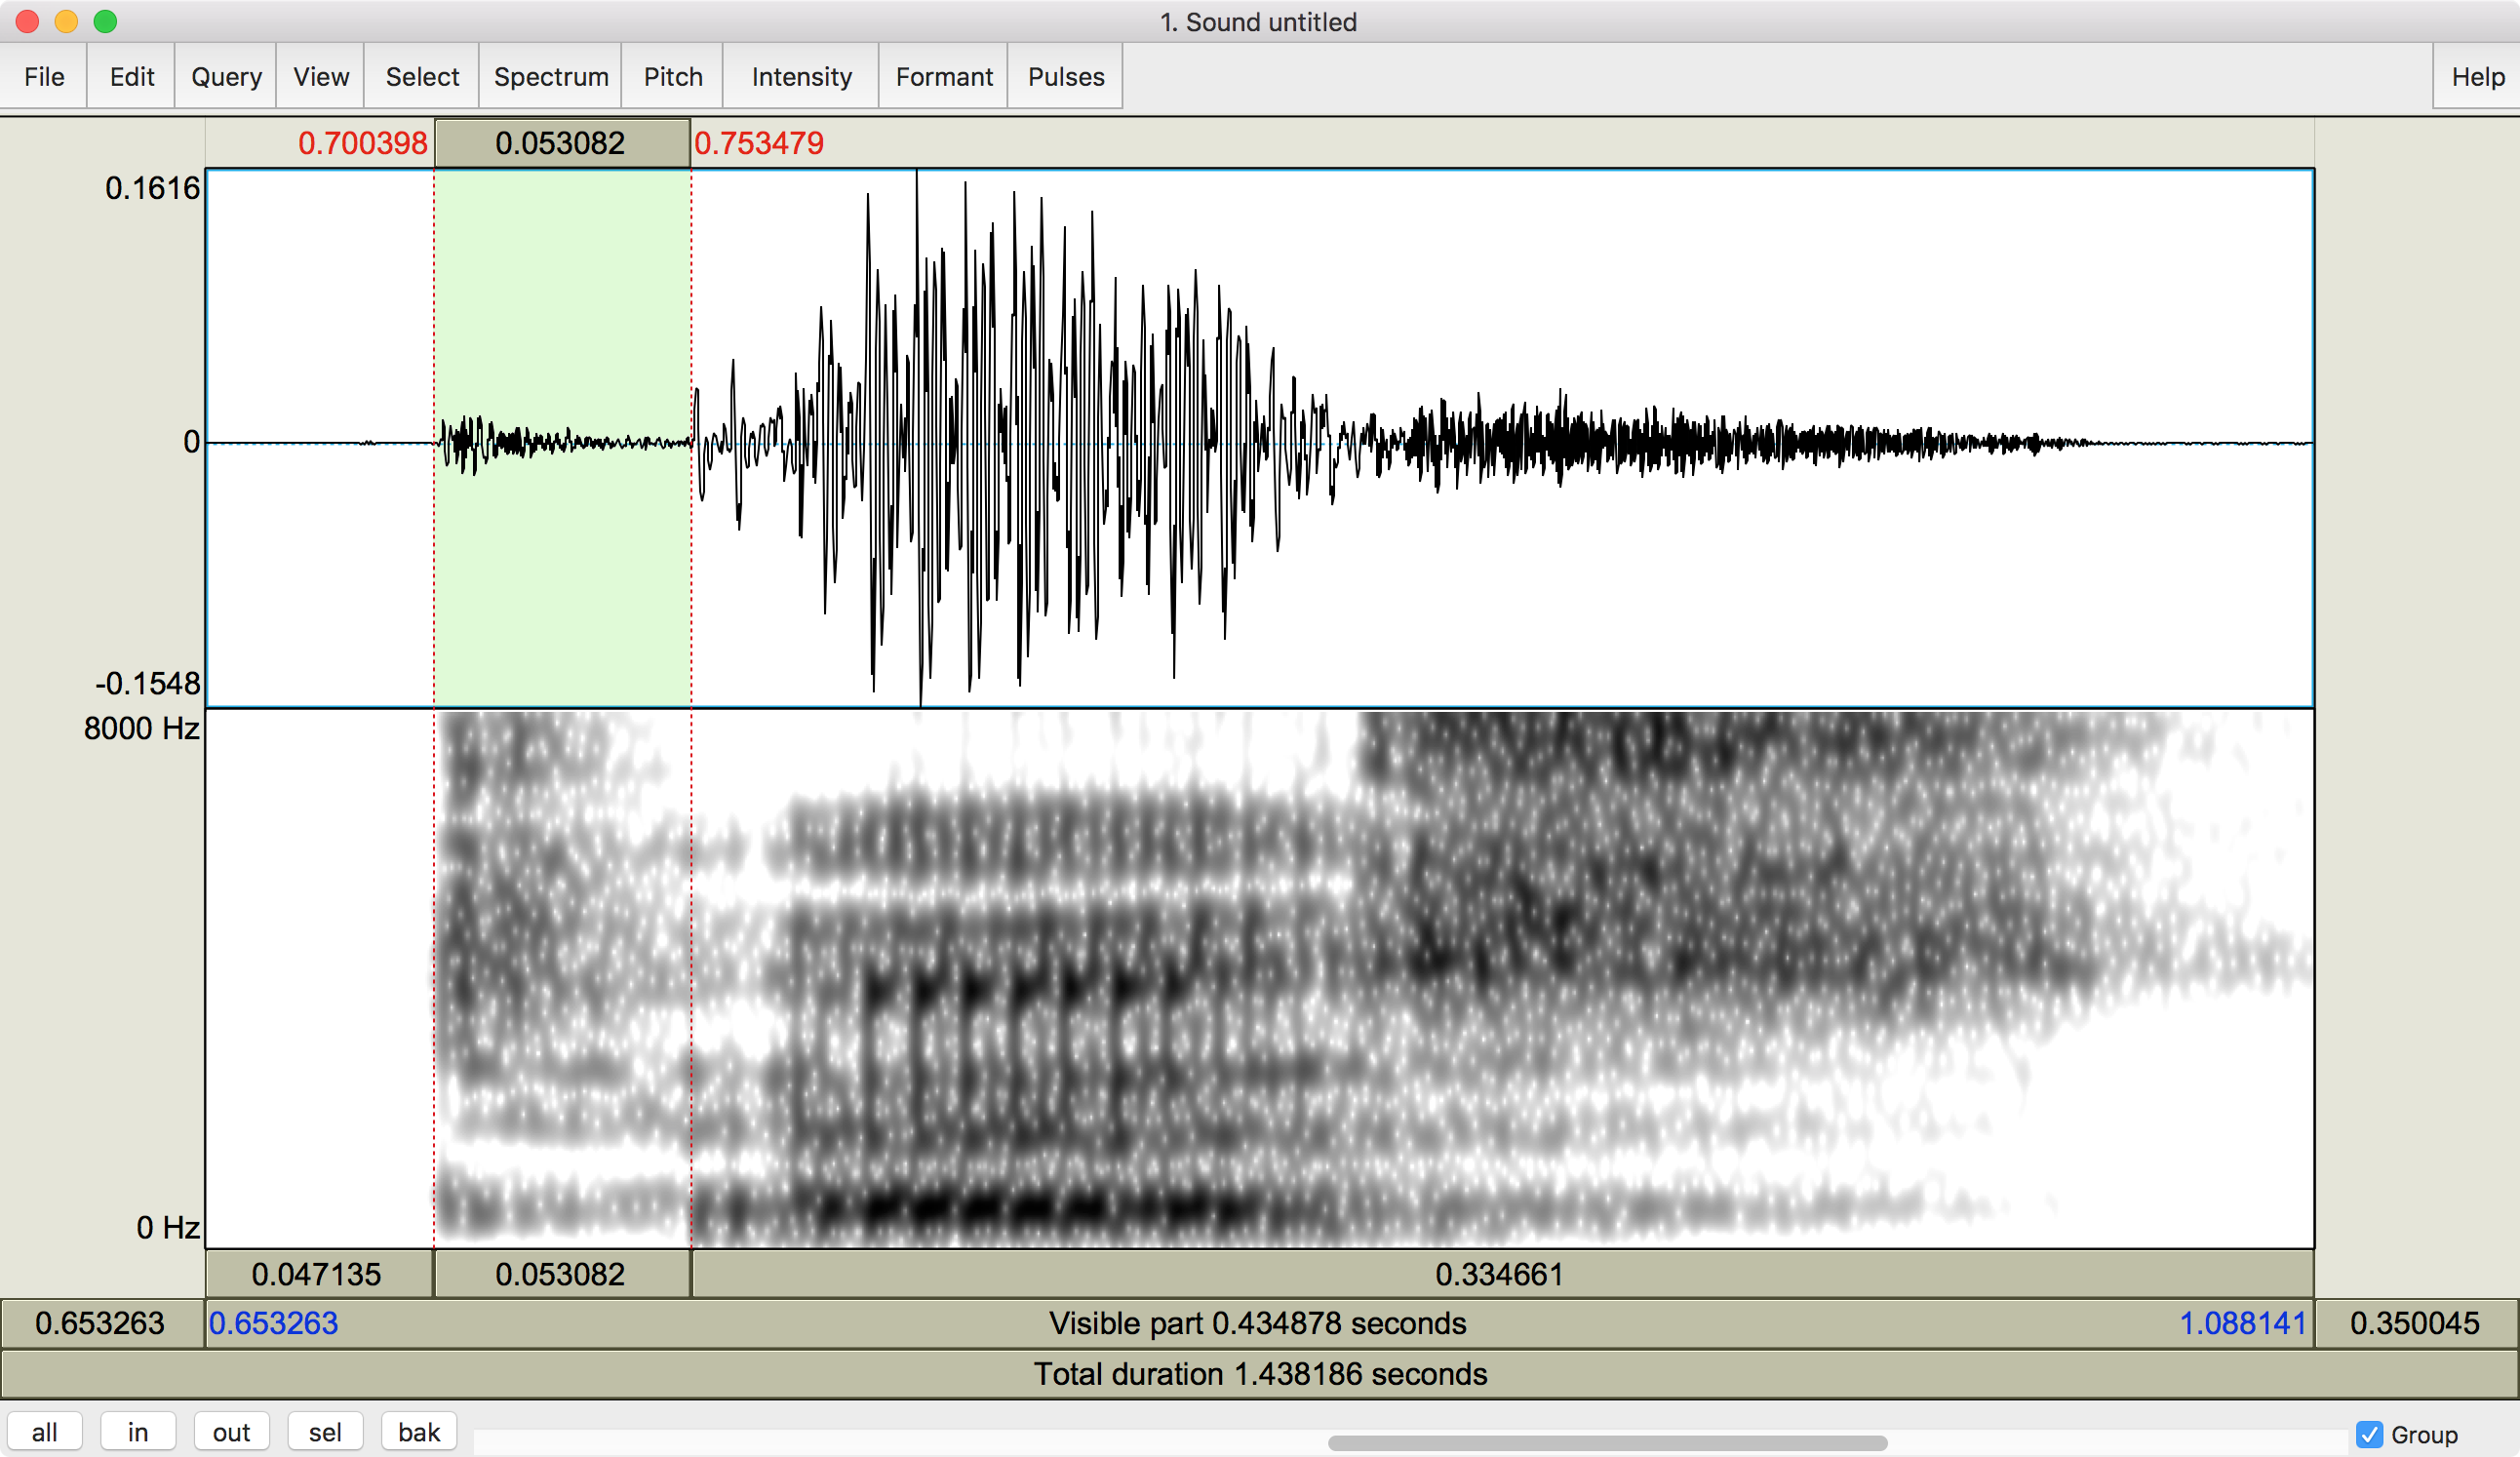 1. Sound untitled
File Edit Query View Select Spectrum Pitch Intensity Formant Pulses Help
0.700398 0.053082 0.753479
0.1616
0
-0.1548
8000 Hz
0 Hz
0.047135 0.053082 0.334661
0.653263 0.653263 Visible part 0.434878 seconds 1.088141 0.350045
Total duration 1.438186 seconds
all in out sel bak Group